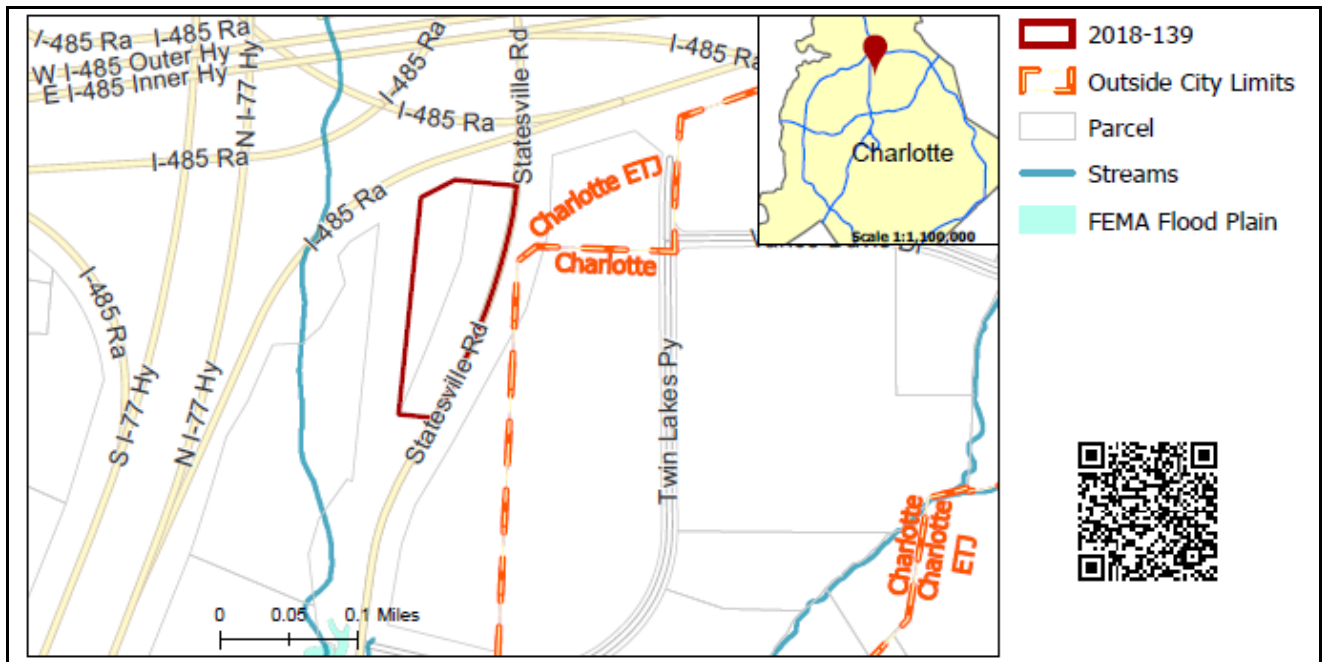 I-485 Ra
I-485 Ra
W I-485 Outer Hy
E I-485 Inner Hy
N I-77 Hy
I-485 Ra
Statesville Rd
I-485 Ra
I-485 Ra
I-485 Ra
I-485 Ra
I-485 Ra
Charlotte ETJ
Charlotte
Statesville Rd
Twin Lakes Py
S I-77 Hy
N I-77 Hy
Charlotte
Charlotte
ETJ
0 0.05 0.1 Miles
Charlotte
Scale 1:1,100,000
2018-139
Outside City Limits
Parcel
Streams
FEMA Flood Plain